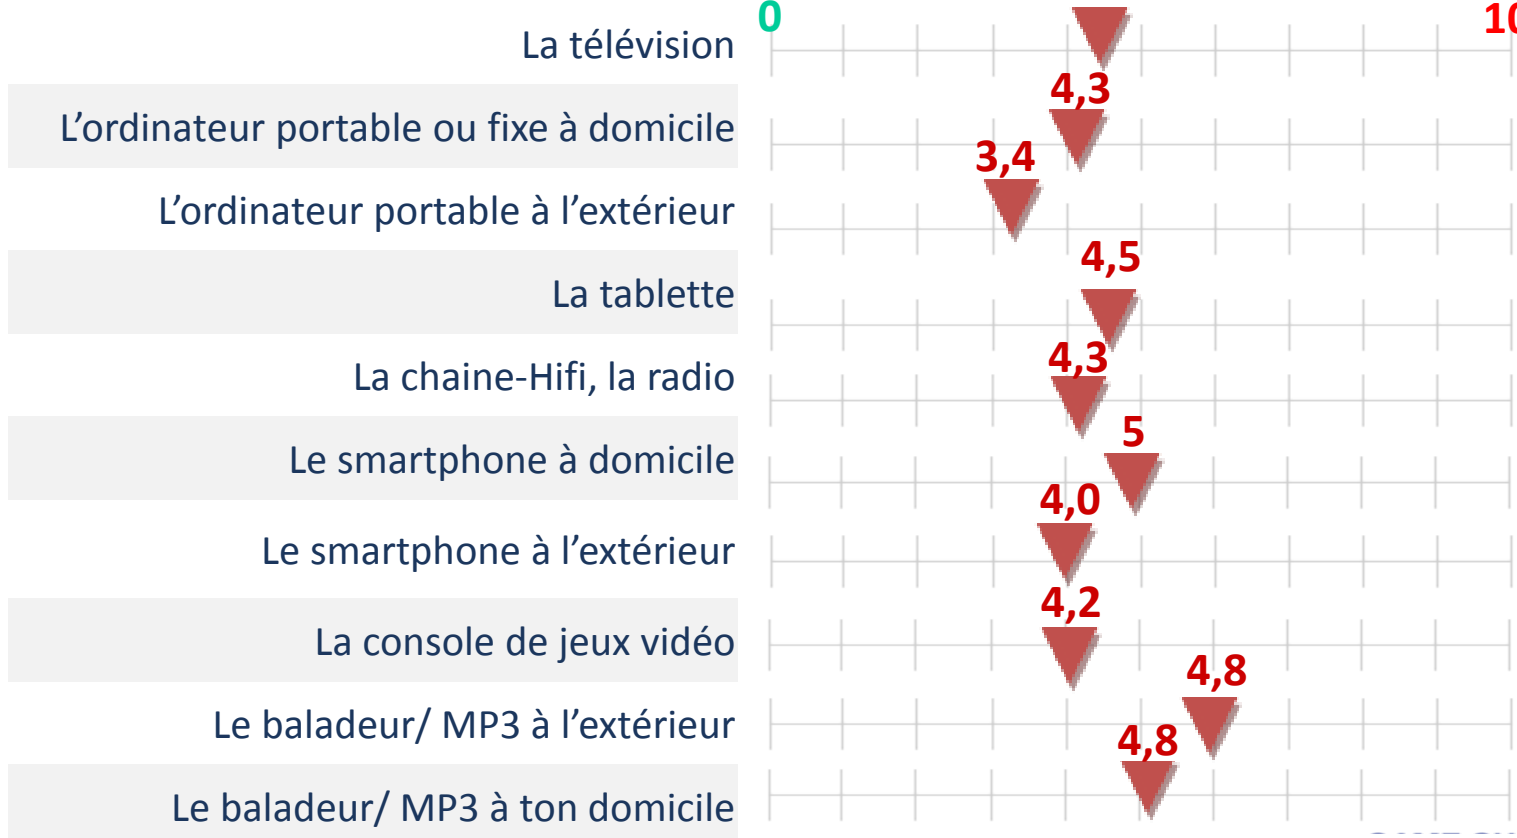 0
10
La télévision
4,3
L’ordinateur portable ou fixe à domicile
3,4
L’ordinateur portable à l’extérieur
4,5
La tablette
4,3
La chaine-Hifi, la radio
5
Le smartphone à domicile
4,0
Le smartphone à l’extérieur
4,2
La console de jeux vidéo
4,8
Le baladeur/ MP3 à l’extérieur
4,8
Le baladeur/ MP3 à ton domicile